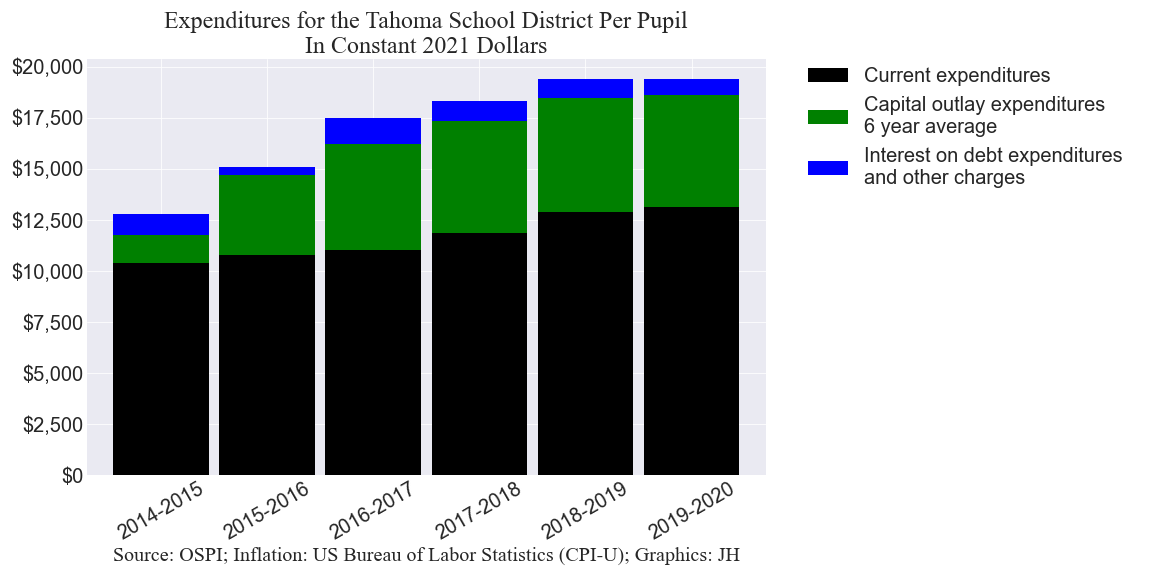 Expenditures for the Tahoma School District Per Pupil
In Constant 2021 Dollars
$20,000
$17,500
$15,000
$12,500
$10,000
$7,500
$5,000
$2,500
$0
2014-2015
2015-2016
2016-2017
2017-2018
2018-2019
2019-2020
Source: OSPI; Inflation: US Bureau of Labor Statistics (CPI-U); Graphics: JH
Current expenditures
Capital outlay expenditures
6 year average
Interest on debt expenditures
and other charges